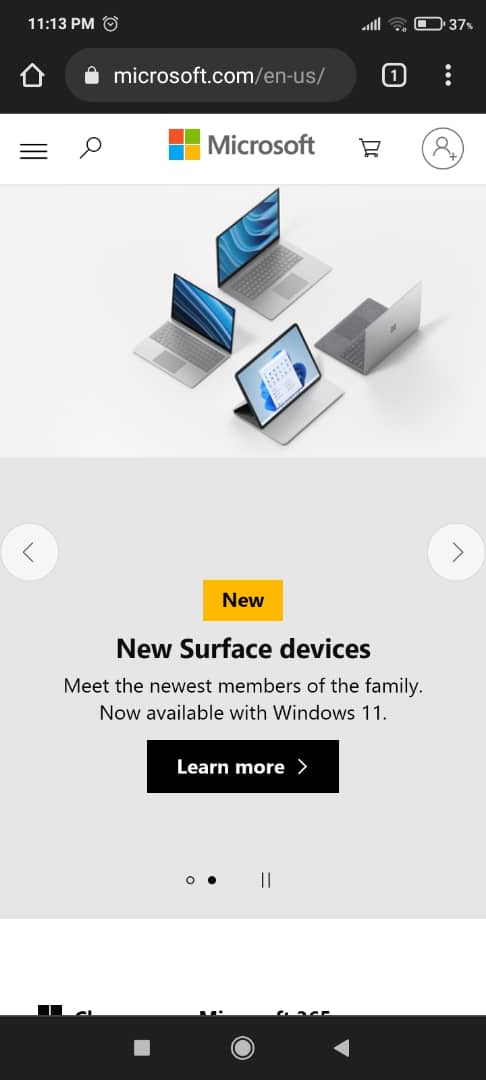 11:13 PM 37%
microsoft.com/en-us/ 1
Microsoft
New
New Surface devices
Meet the newest members of the family.
Now available with Windows 11.
Learn more